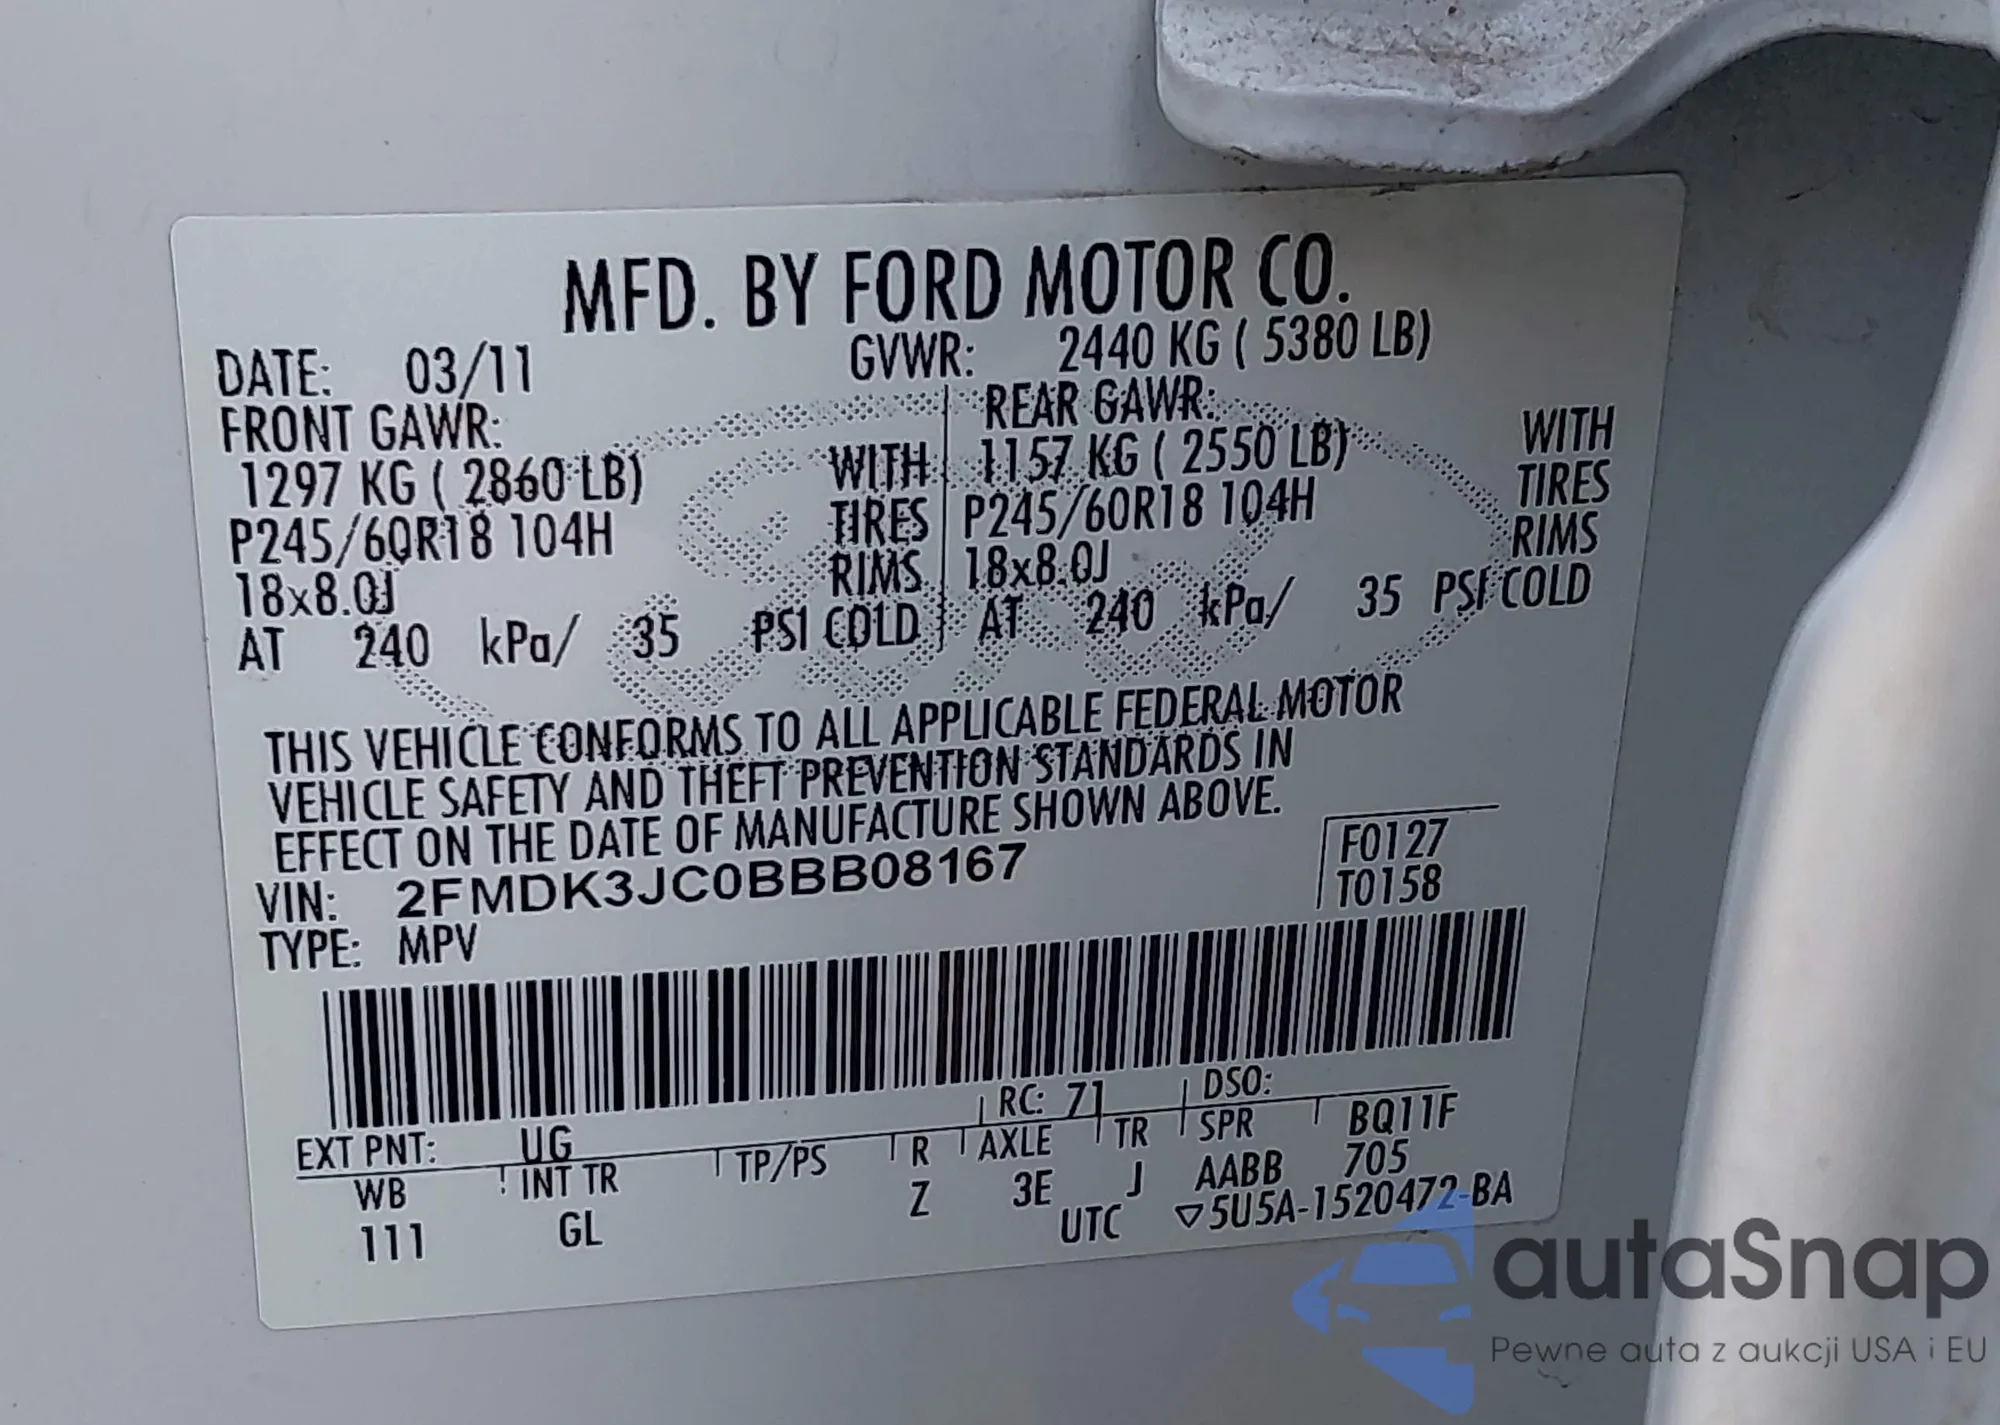 MFD. BY FORD MOTOR CO.
DATE: 03/11 GVWR: 2440 KG ( 5380 LB)
FRONT GAWR: REAR GAWR:
1297 KG ( 2860 LB) WITH 1157 KG ( 2550 LB) WITH
P245/60R18 104H TIRES P245/60R18 104H TIRES
18x8.0J RIMS 18x8.0J RIMS
AT 240 kPa/ 35 PSI COLD AT 240 kPa/ 35 PSI COLD
THIS VEHICLE CONFORMS TO ALL APPLICABLE FEDERAL MOTOR
VEHICLE SAFETY AND THEFT PREVENTION STANDARDS IN
EFFECT ON THE DATE OF MANUFACTURE SHOWN ABOVE.
VIN: 2FMDK3JC0BBB08167 F0127
TYPE: MPV T0158
EXT PNT: UG RC: 71 DSO:
WB INT TR TP/PS R AXLE TR SPR BQ11F
111 GL Z 3E J AABB 705
UTC ▽5U5A-1520472-BA
autaSnap
Pewne auta z aukcji USA i EU